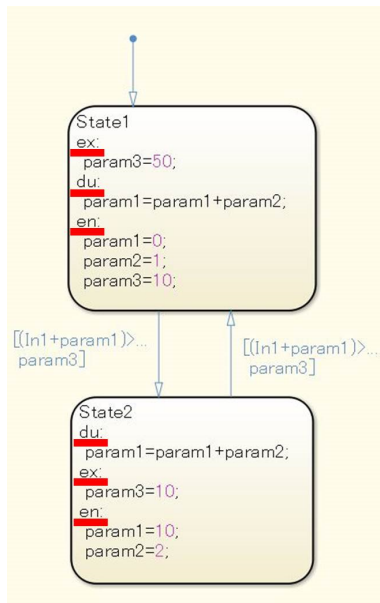 State1
ex:
param3=50;
du:
param1=param1+param2;
en:
param1=0;
param2=1;
param3=10;
[(In1+param1)>...
param3]
[(In1+param1)>...
param3]
State2
du:
param1=param1+param2;
ex:
param3=10;
en:
param1=10;
param2=2;